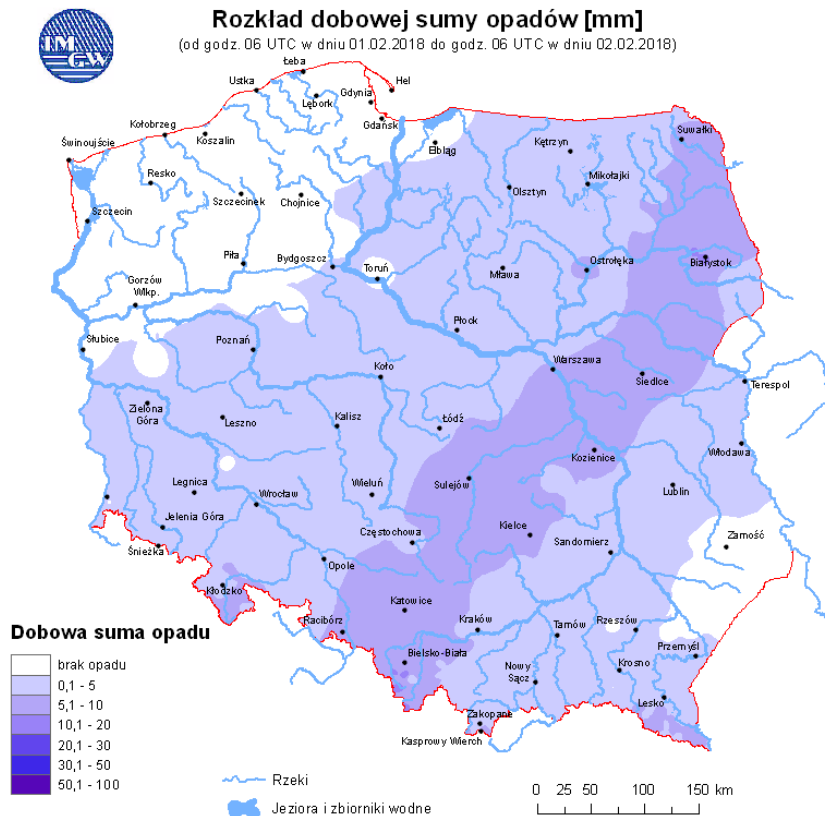 Rozkład dobowej sumy opadów [mm]
(od godz. 06 UTC w dniu 01.02.2018 do godz. 06 UTC w dniu 02.02.2018)
IM
GW
Łeba
Ustka
Hel
Lębork
Gdynia
Gdańsk
Kołobrzeg
Koszalin
Suwałki
Świnoujście
Elbląg
Kętrzyn
Resko
Szczecinek
Chojnice
Olsztyn
Mikołajki
Szczecin
Piła
Bydgoszcz
Toruń
Mława
Ostrołęka
Białystok
Gorzów
Wlkp.
Płock
Słubice
Poznań
Koło
Warszawa
Siedlce
Terespol
Zielona
Góra
Leszno
Kalisz
Łódź
Kozienice
Włodawa
Legnica
Wrocław
Wieluń
Sulejów
Lublin
Jelenia Góra
Częstochowa
Kielce
Sandomierz
Zamość
Śnieżka
Opole
Kłodzko
Katowice
Racibórz
Kraków
Tarnów
Rzeszów
Przemyśl
Bielsko-Biała
Nowy
Sącz
Krosno
Lesko
Zakopane
Kasprowy Wierch
Dobowa suma opadu
brak opadu
0,1 - 5
5,1 - 10
10,1 - 20
20,1 - 30
30,1 - 50
50,1 - 100
Rzeki
Jeziora i zbiorniki wodne
0 25 50 100 150 km